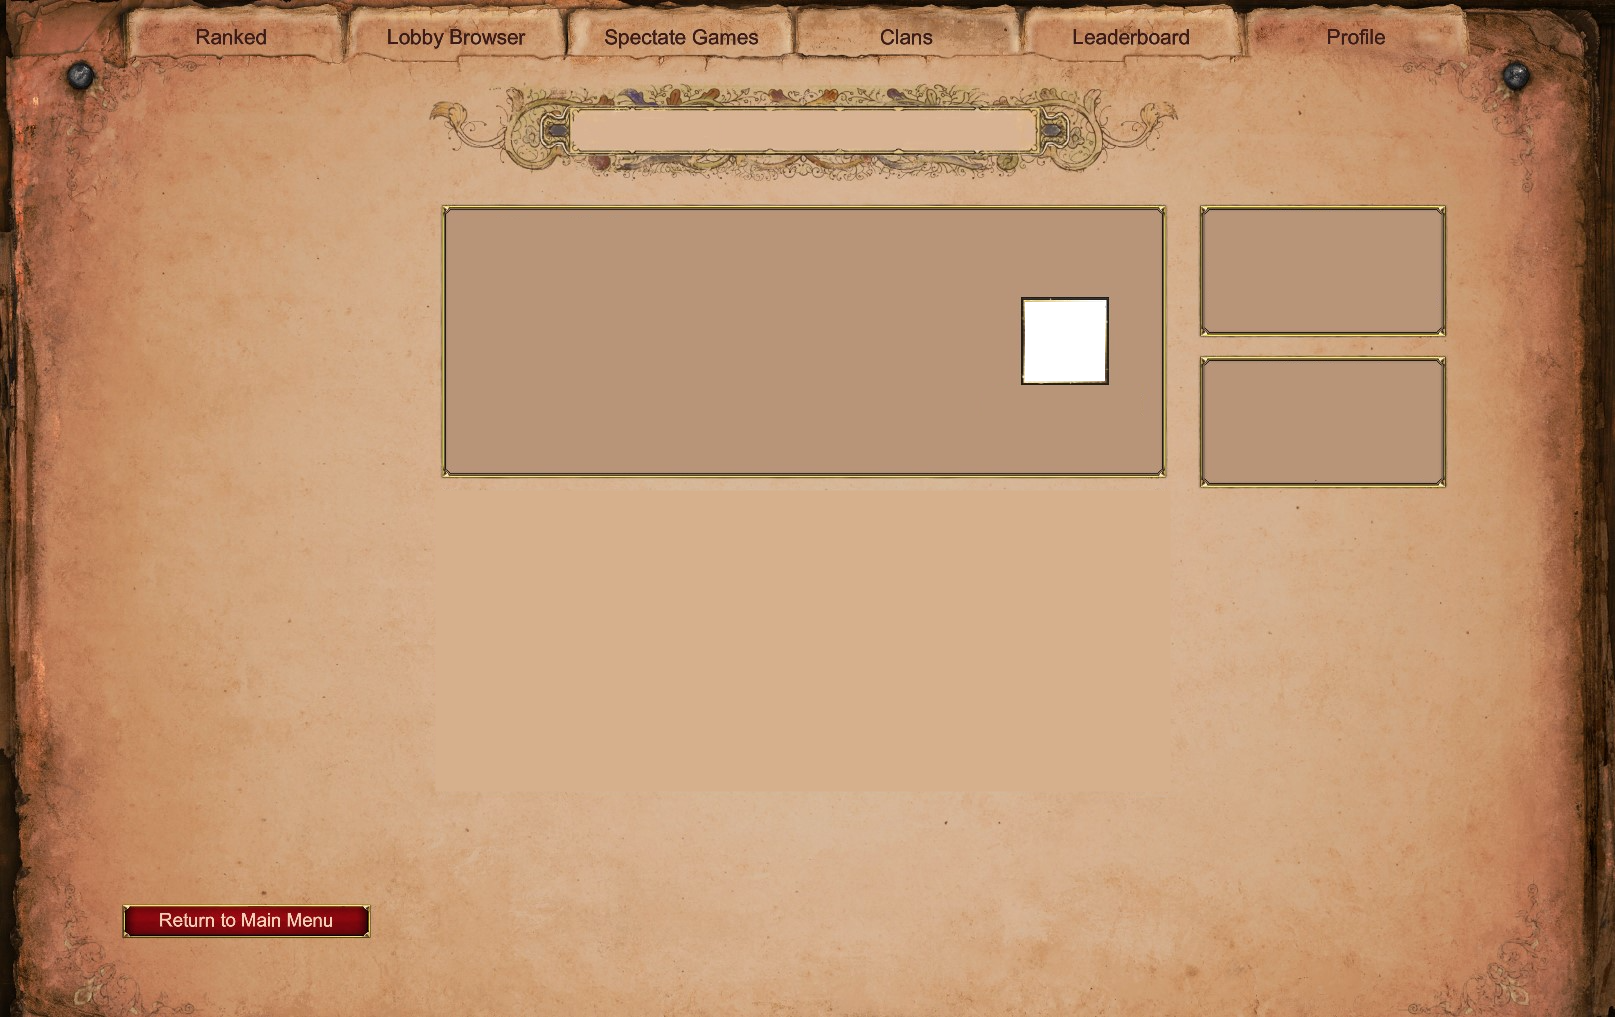 Ranked
Lobby Browser
Spectate Games
Clans
Leaderboard
Profile
Return to Main Menu